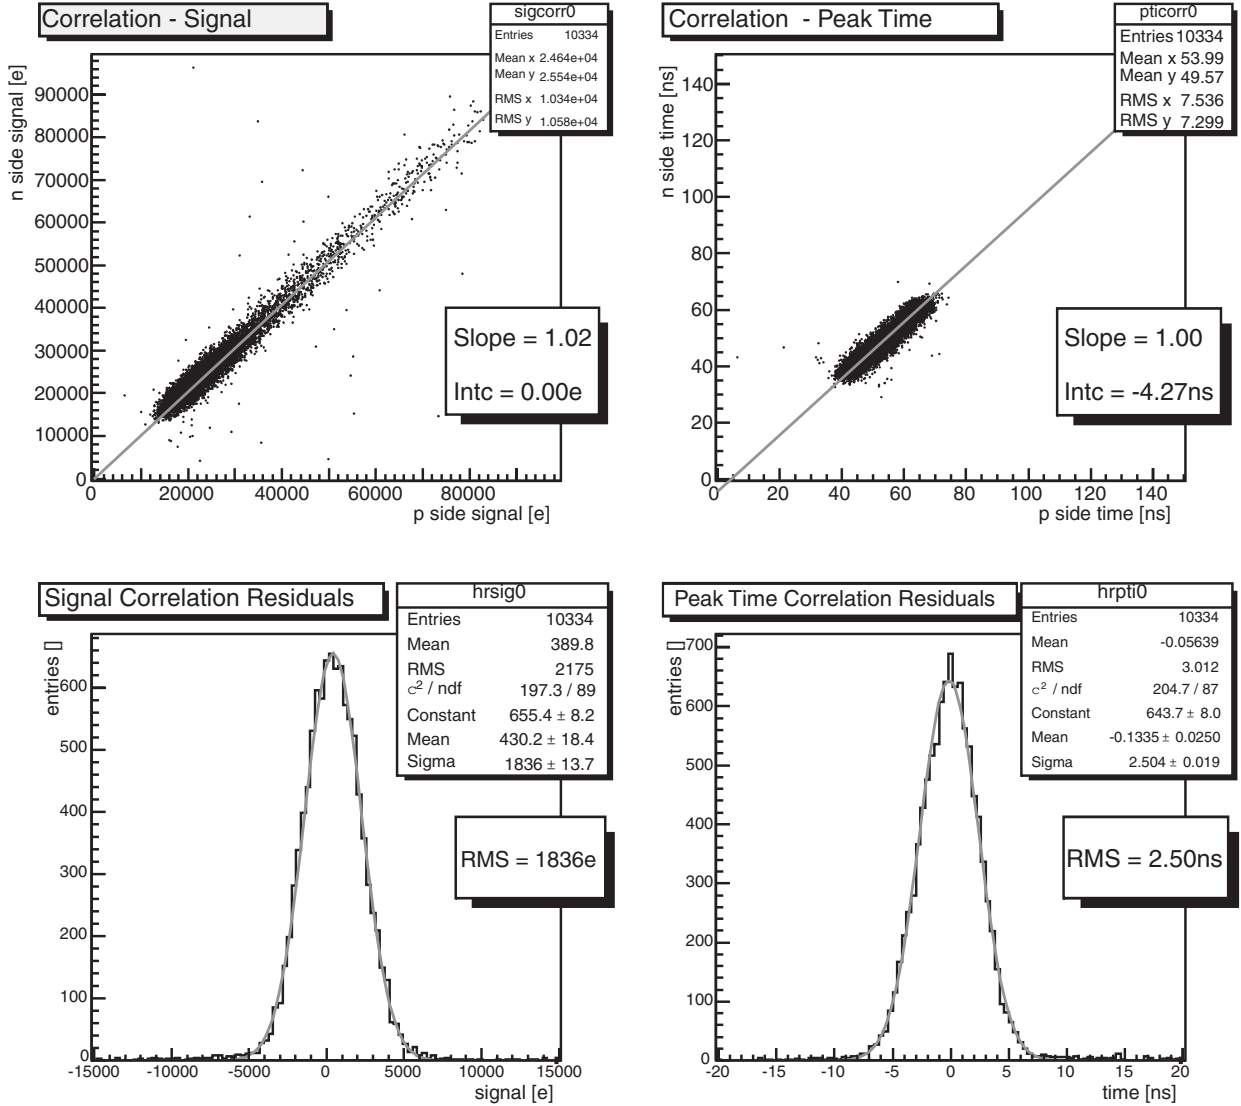 Correlation - Signal
sigcorr0
Entries 10334
Mean x 2.464e+04
Mean y 2.554e+04
RMS x 1.034e+04
RMS y 1.058e+04
n side signal [e]
90000
80000
70000
60000
50000
40000
30000
20000
10000
0
Slope = 1.02
Intc = 0.00e
0 20000 40000 60000 80000
p side signal [e]
Correlation - Peak Time
pticorr0
Entries 10334
Mean x 53.99
Mean y 49.57
RMS x 7.536
RMS y 7.299
n side time [ns]
140
120
100
80
60
40
20
0
Slope = 1.00
Intc = -4.27ns
0 20 40 60 80 100 120 140
p side time [ns]
Signal Correlation Residuals
hrsig0
Entries 10334
Mean 389.8
RMS 2175
c² / ndf 197.3 / 89
Constant 655.4 ± 8.2
Mean 430.2 ± 18.4
Sigma 1836 ± 13.7
entries []
600
500
400
300
200
100
0
RMS = 1836e
-15000 -10000 -5000 0 5000 10000 15000
signal [e]
Peak Time Correlation Residuals
hrpti0
Entries 10334
Mean -0.05639
RMS 3.012
c² / ndf 204.7 / 87
Constant 643.7 ± 8.0
Mean -0.1335 ± 0.0250
Sigma 2.504 ± 0.019
entries []
700
600
500
400
300
200
100
0
RMS = 2.50ns
-20 -15 -10 -5 0 5 10 15 20
time [ns]